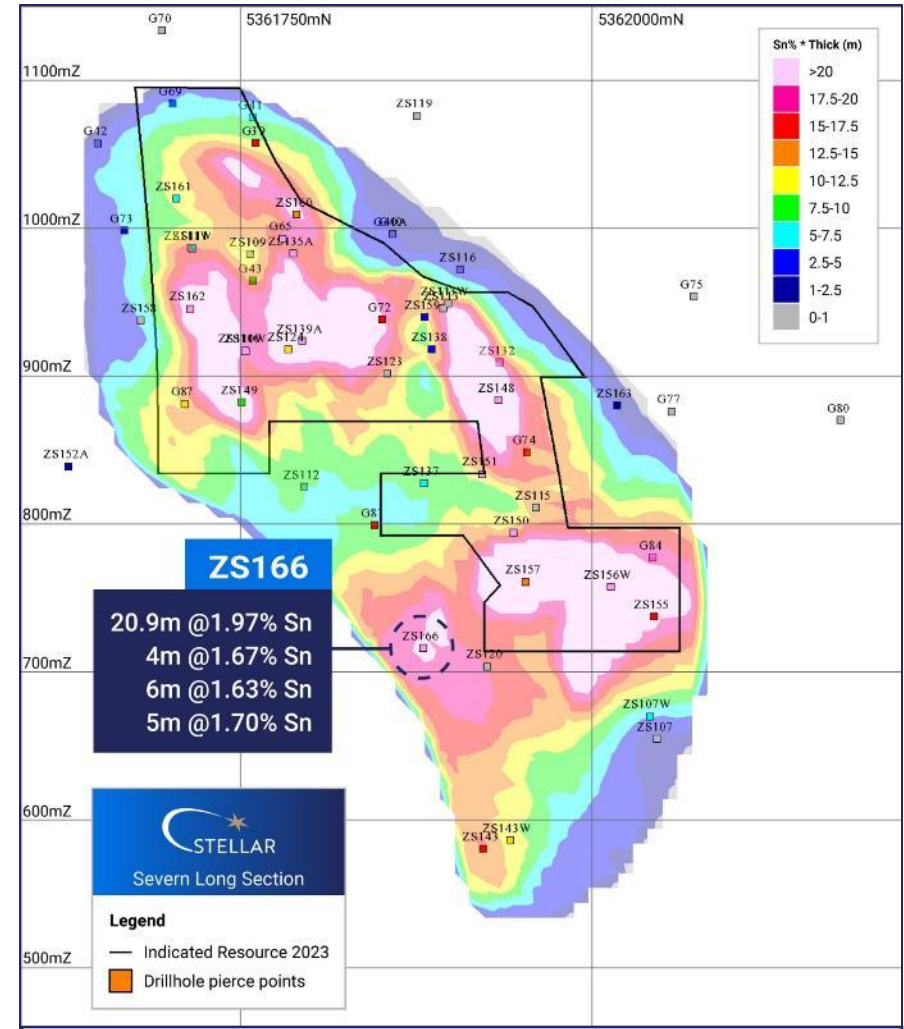 G70
5361750mN
5362000mN
Sn% * Thick (m)
>20
17.5-20
15-17.5
12.5-15
10-12.5
7.5-10
5-7.5
2.5-5
1-2.5
0-1
1100mZ
G69
G41
ZS119
G42
G39
ZS161
ZS160
1000mZ
G73
G65
G40A
ZS111W
ZS109
ZS135A
ZS116
G43
G75
ZS162
ZS158
G72
ZS159
ZS113W
ZS138
ZS139A
ZS124
ZS132
900mZ
ZS123
G87
ZS149
ZS148
ZS163
G77
G80
ZS152A
G74
ZS151
ZS112
ZS137
ZS115
800mZ
ZS150
ZS166
G84
ZS157
ZS156W
20.9m @1.97% Sn
4m @1.67% Sn
6m @1.63% Sn
5m @1.70% Sn
ZS155
ZS166
ZS120
700mZ
ZS107W
ZS107
600mZ
ZS143
ZS143W
STELLAR
Severn Long Section
Legend
Indicated Resource 2023
Drillhole pierce points
500mZ